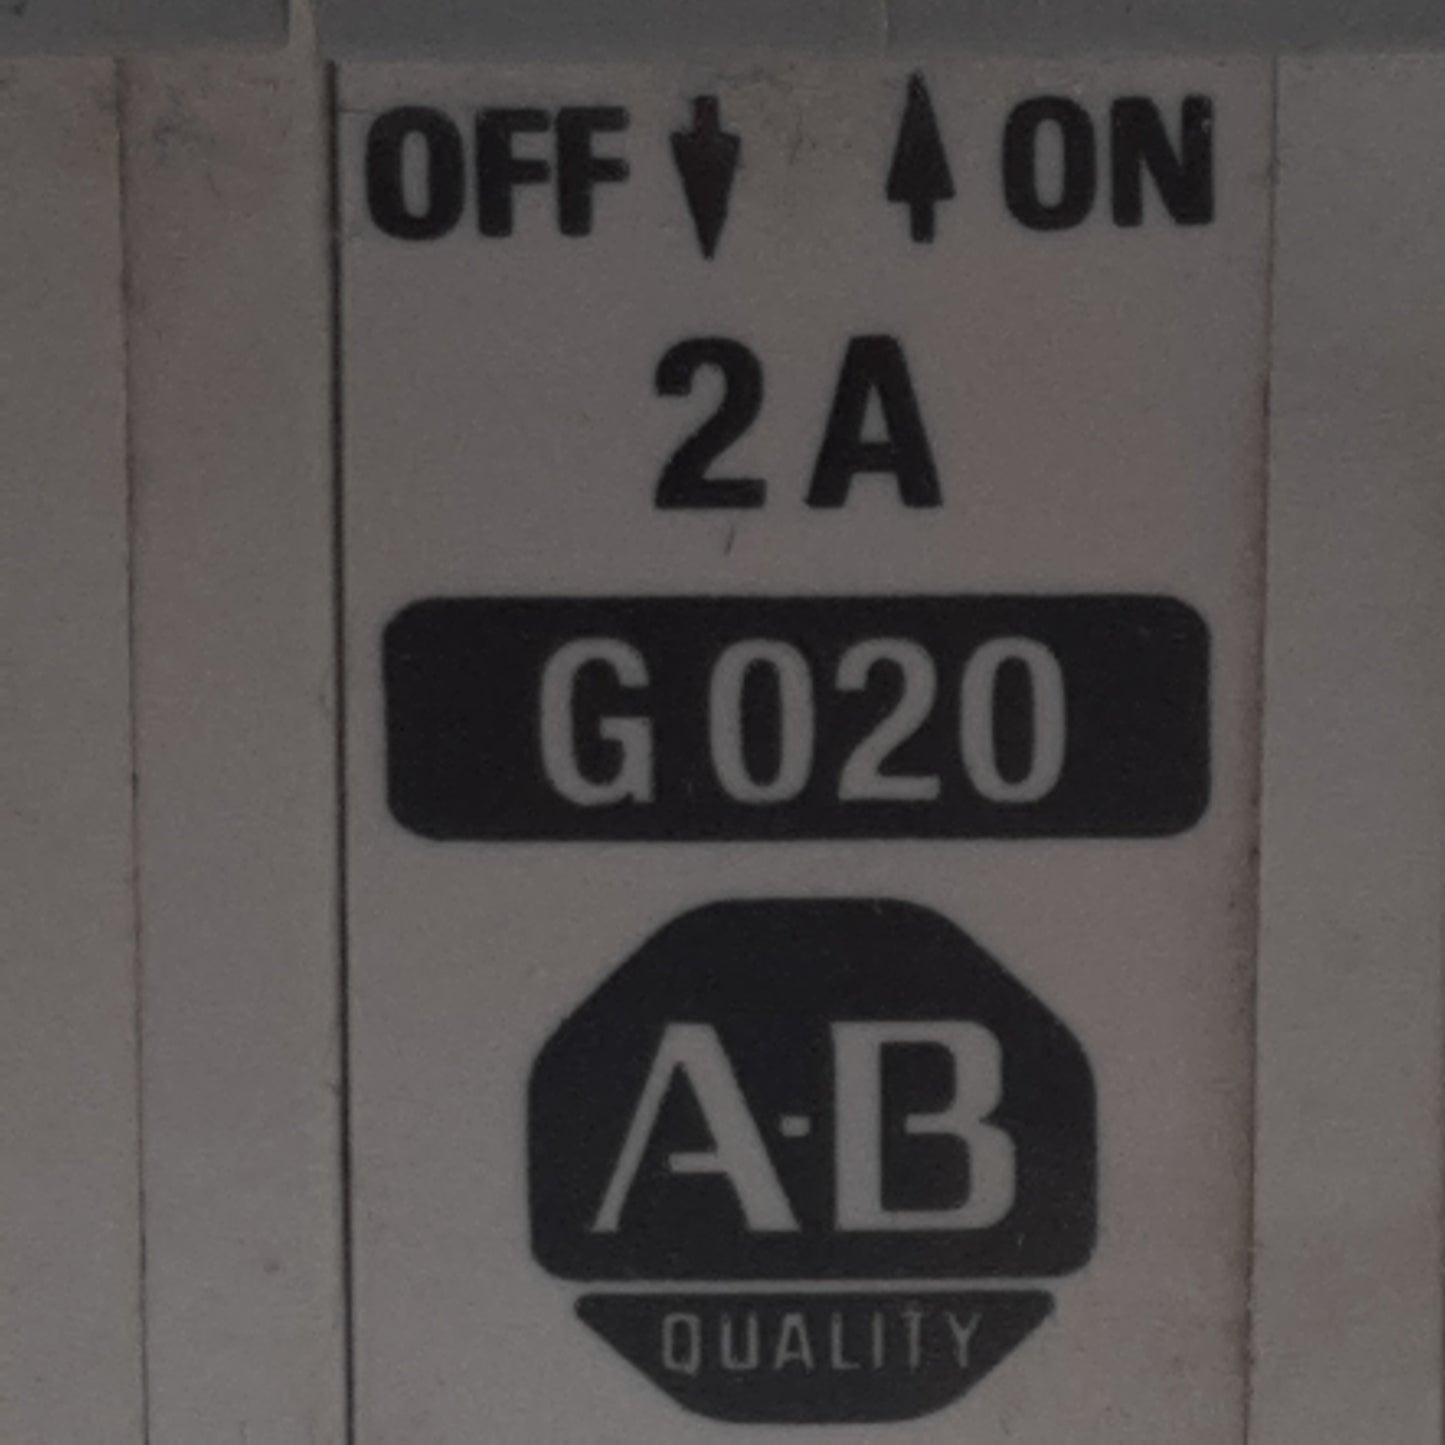 OFF ↓ ↑ ON
2 A
G 020
A-B
QUALITY